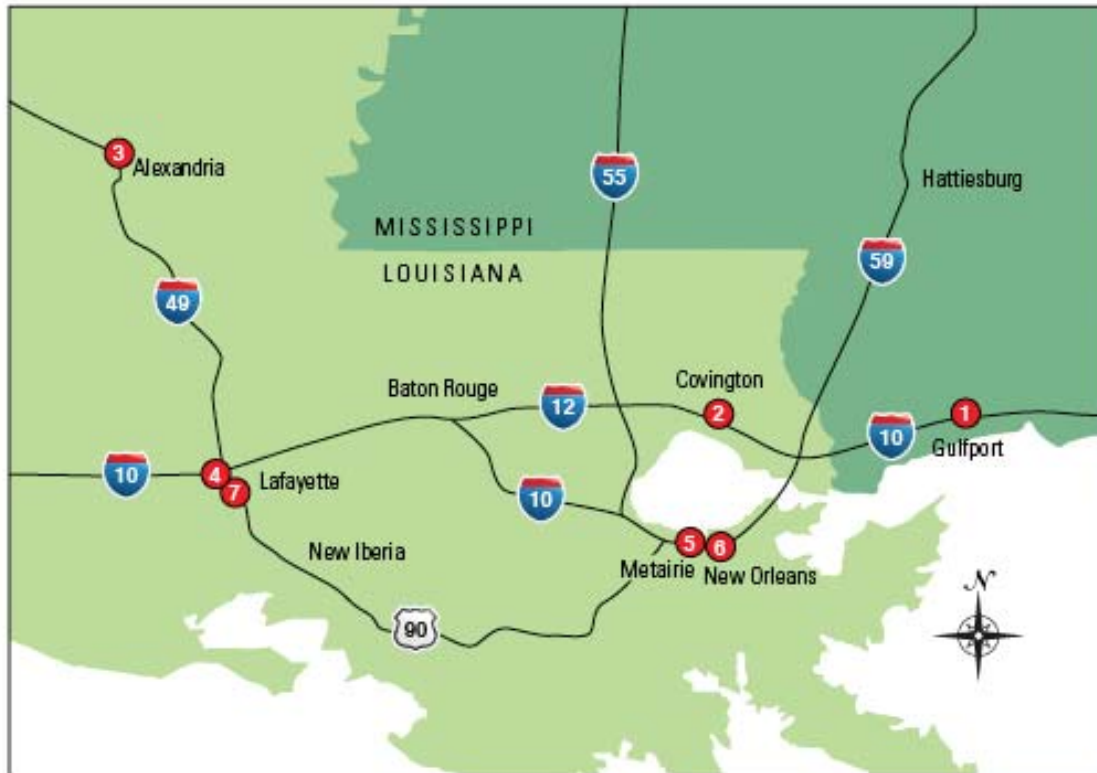 3
Alexandria
55
Hattiesburg
MISSISSIPPI
LOUISIANA
59
49
Covington
Baton Rouge
12
2
1
10
Gulfport
10
4
Lafayette
7
10
5
6
New Iberia
Metairie
New Orleans
90
N